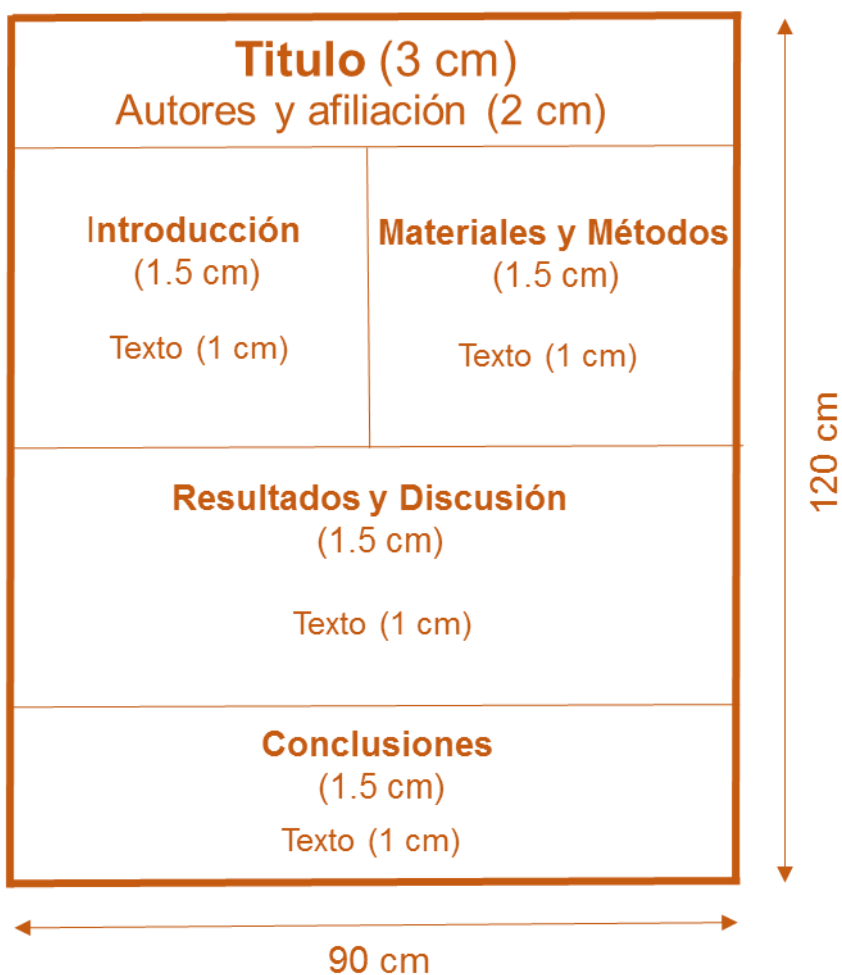 Titulo (3 cm)
Autores y afiliación (2 cm)
Introducción
(1.5 cm)
Texto (1 cm)
Materiales y Métodos
(1.5 cm)
Texto (1 cm)
Resultados y Discusión
(1.5 cm)
Texto (1 cm)
Conclusiones
(1.5 cm)
Texto (1 cm)
120 cm
90 cm